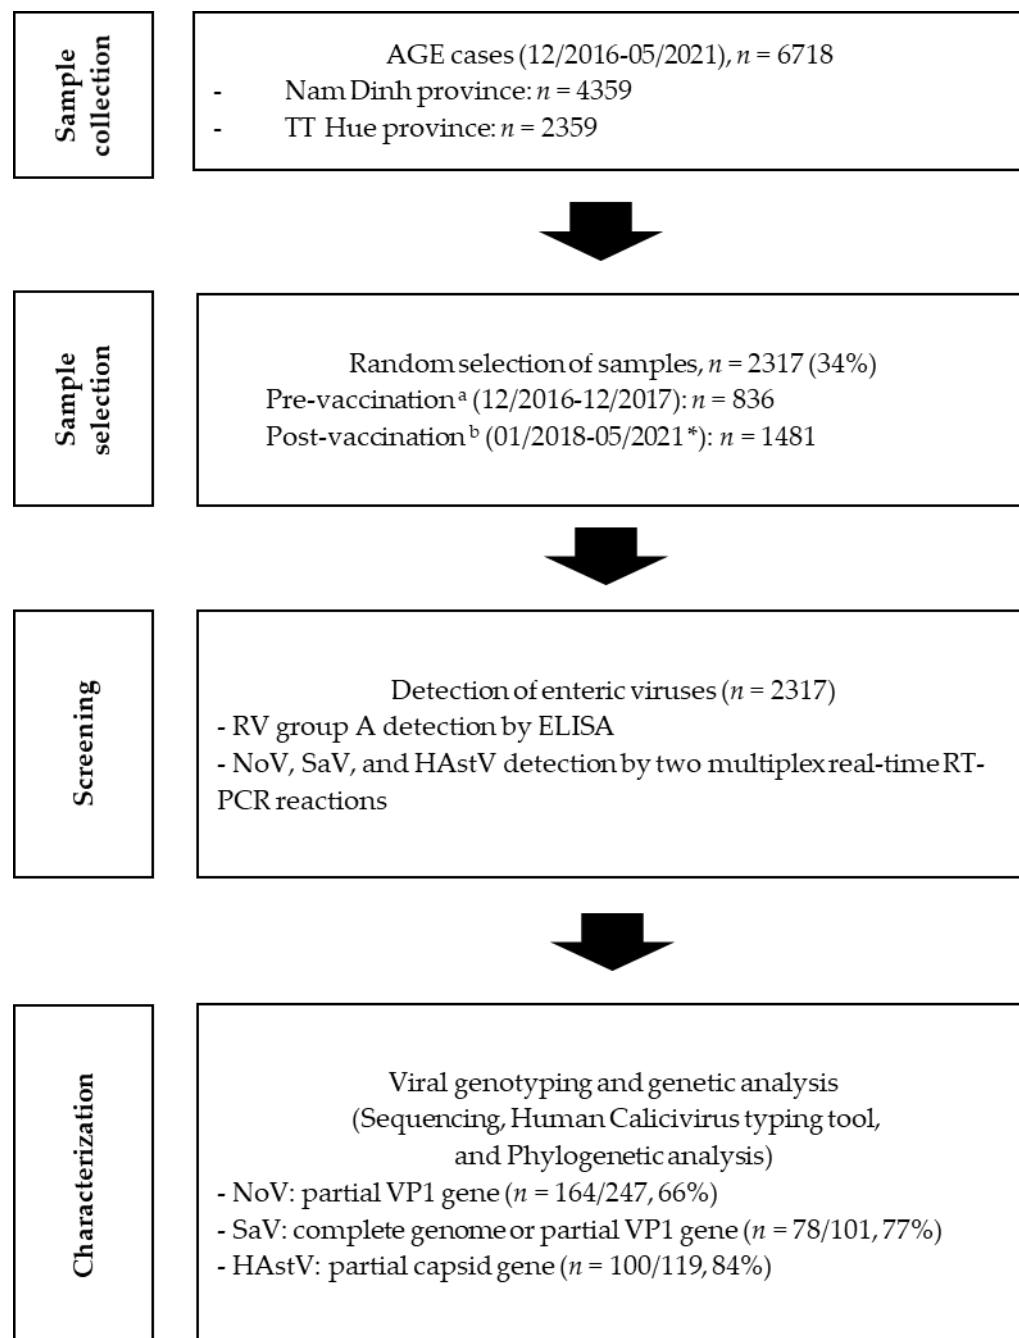 Sample
collection
AGE cases (12/2016-05/2021), n = 6718
- Nam Dinh province: n = 4359
- TT Hue province: n = 2359
Sample
selection
Random selection of samples, n = 2317 (34%)
Pre-vaccination ᵃ (12/2016-12/2017): n = 836
Post-vaccination ᵇ (01/2018-05/2021*): n = 1481
Screening
Detection of enteric viruses (n = 2317)
- RV group A detection by ELISA
- NoV, SaV, and HAstV detection by two multiplex real-time RT-
PCR reactions
Characterization
Viral genotyping and genetic analysis
(Sequencing, Human Calicivirus typing tool,
and Phylogenetic analysis)
- NoV: partial VP1 gene (n = 164/247, 66%)
- SaV: complete genome or partial VP1 gene (n = 78/101, 77%)
- HAstV: partial capsid gene (n = 100/119, 84%)